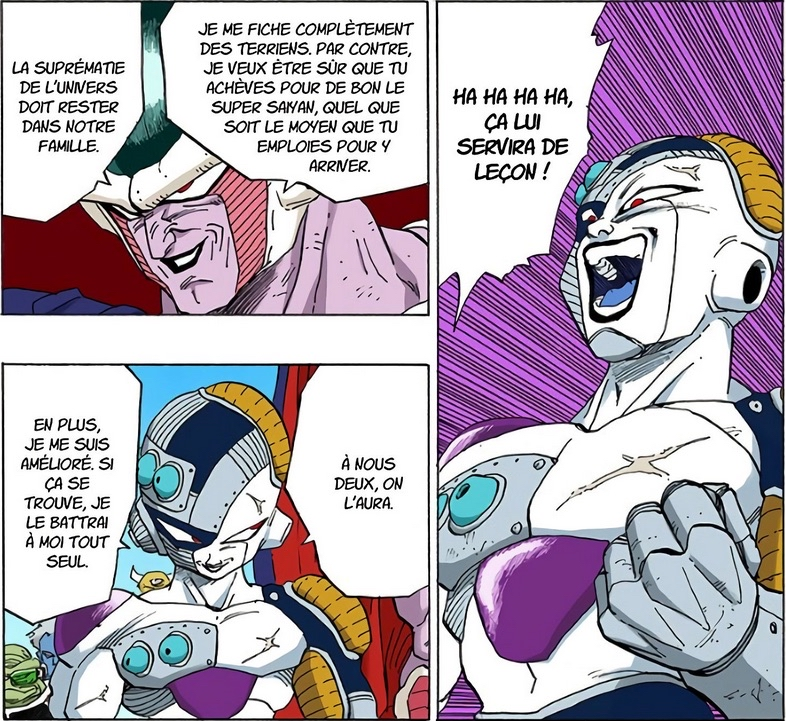 HA HA HA HA,
ÇA LUI
SERVIRA DE
LEÇON !
JE ME FICHE COMPLÈTEMENT
DES TERRIENS. PAR CONTRE,
JE VEUX ÊTRE SÛR QUE TU
ACHÈVES POUR DE BON LE
SUPER SAIYAN, QUEL QUE
SOIT LE MOYEN QUE TU
EMPLOIES POUR Y
ARRIVER.
LA SUPRÉMATIE
DE L'UNIVERS
DOIT RESTER
DANS NOTRE
FAMILLE.
À NOUS
DEUX, ON
L'AURA.
EN PLUS,
JE ME SUIS
AMÉLIORÉ. SI
ÇA SE
TROUVE, JE
LE BATTRAI
À MOI TOUT
SEUL.